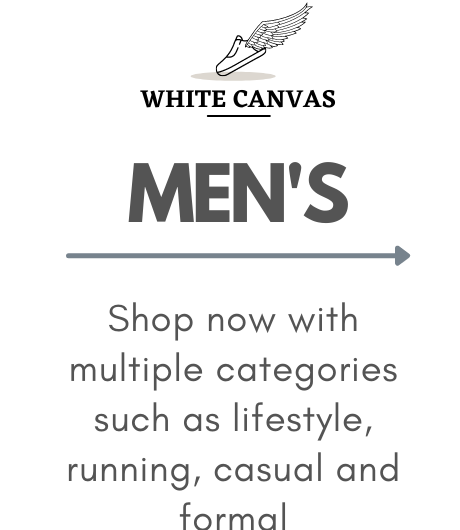 WHITE CANVAS
MEN'S
Shop now with
multiple categories
such as lifestyle,
running, casual and
formal